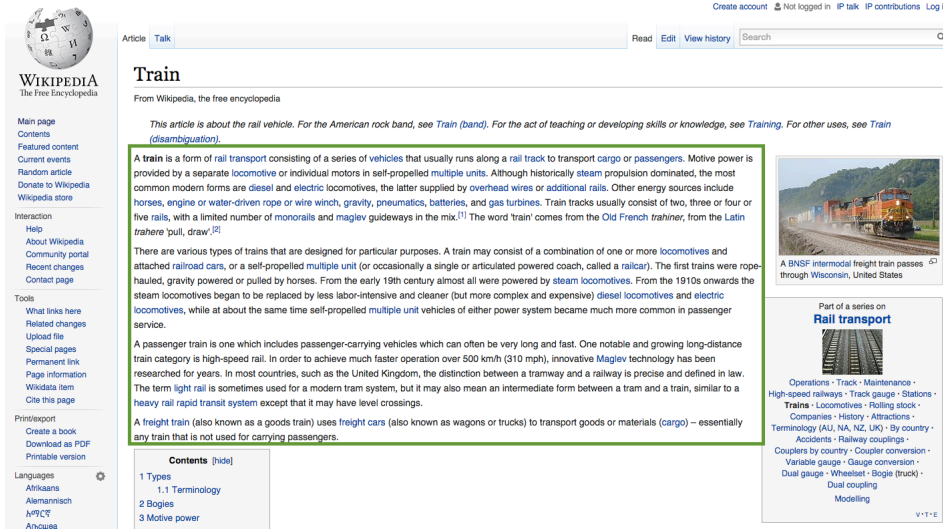 Create account Not logged in IP talk IP contributions Log i
WIKIPEDIA
The Free Encyclopedia
Main page
Contents
Featured content
Current events
Random article
Donate to Wikipedia
Wikipedia store
Interaction
Help
About Wikipedia
Community portal
Recent changes
Contact page
Tools
What links here
Related changes
Upload file
Special pages
Permanent link
Page information
Wikidata item
Cite this page
Print/export
Create a book
Download as PDF
Printable version
Languages
Afrikaans
Alemannisch
አማርኛ
Article Talk
Read Edit View history Search
Train
From Wikipedia, the free encyclopedia
This article is about the rail vehicle. For the American rock band, see Train (band). For the act of teaching or developing skills or knowledge, see Training. For other uses, see Train
(disambiguation).
A train is a form of rail transport consisting of a series of vehicles that usually runs along a rail track to transport cargo or passengers. Motive power is
provided by a separate locomotive or individual motors in self-propelled multiple units. Although historically steam propulsion dominated, the most
common modern forms are diesel and electric locomotives, the latter supplied by overhead wires or additional rails. Other energy sources include
horses, engine or water-driven rope or wire winch, gravity, pneumatics, batteries, and gas turbines. Train tracks usually consist of two, three or four or
five rails, with a limited number of monorails and maglev guideways in the mix.[1] The word 'train' comes from the Old French trahiner, from the Latin
trahere 'pull, draw'.[2]
There are various types of trains that are designed for particular purposes. A train may consist of a combination of one or more locomotives and
attached railroad cars, or a self-propelled multiple unit (or occasionally a single or articulated powered coach, called a railcar). The first trains were rope-
hauled, gravity powered or pulled by horses. From the early 19th century almost all were powered by steam locomotives. From the 1910s onwards the
steam locomotives began to be replaced by less labor-intensive and cleaner (but more complex and expensive) diesel locomotives and electric
locomotives, while at about the same time self-propelled multiple unit vehicles of either power system became much more common in passenger
service.
A passenger train is one which includes passenger-carrying vehicles which can often be very long and fast. One notable and growing long-distance
train category is high-speed rail. In order to achieve much faster operation over 500 km/h (310 mph), innovative Maglev technology has been
researched for years. In most countries, such as the United Kingdom, the distinction between a tramway and a railway is precise and defined in law.
The term light rail is sometimes used for a modern tram system, but it may also mean an intermediate form between a tram and a train, similar to a
heavy rail rapid transit system except that it may have level crossings.
A freight train (also known as a goods train) uses freight cars (also known as wagons or trucks) to transport goods or materials (cargo) – essentially
any train that is not used for carrying passengers.
Contents [hide]
1 Types
1.1 Terminology
2 Bogies
3 Motive power
A BNSF intermodal freight train passes
through Wisconsin, United States
Part of a series on
Rail transport
Operations · Track · Maintenance ·
High-speed railways · Track gauge · Stations ·
Trains · Locomotives · Rolling stock ·
Companies · History · Attractions ·
Terminology (AU, NA, NZ, UK) · By country ·
Accidents · Railway couplings ·
Couplers by country · Coupler conversion ·
Variable gauge · Gauge conversion ·
Dual gauge · Wheelset · Bogie (truck) ·
Dual coupling
Modelling
V · T · E